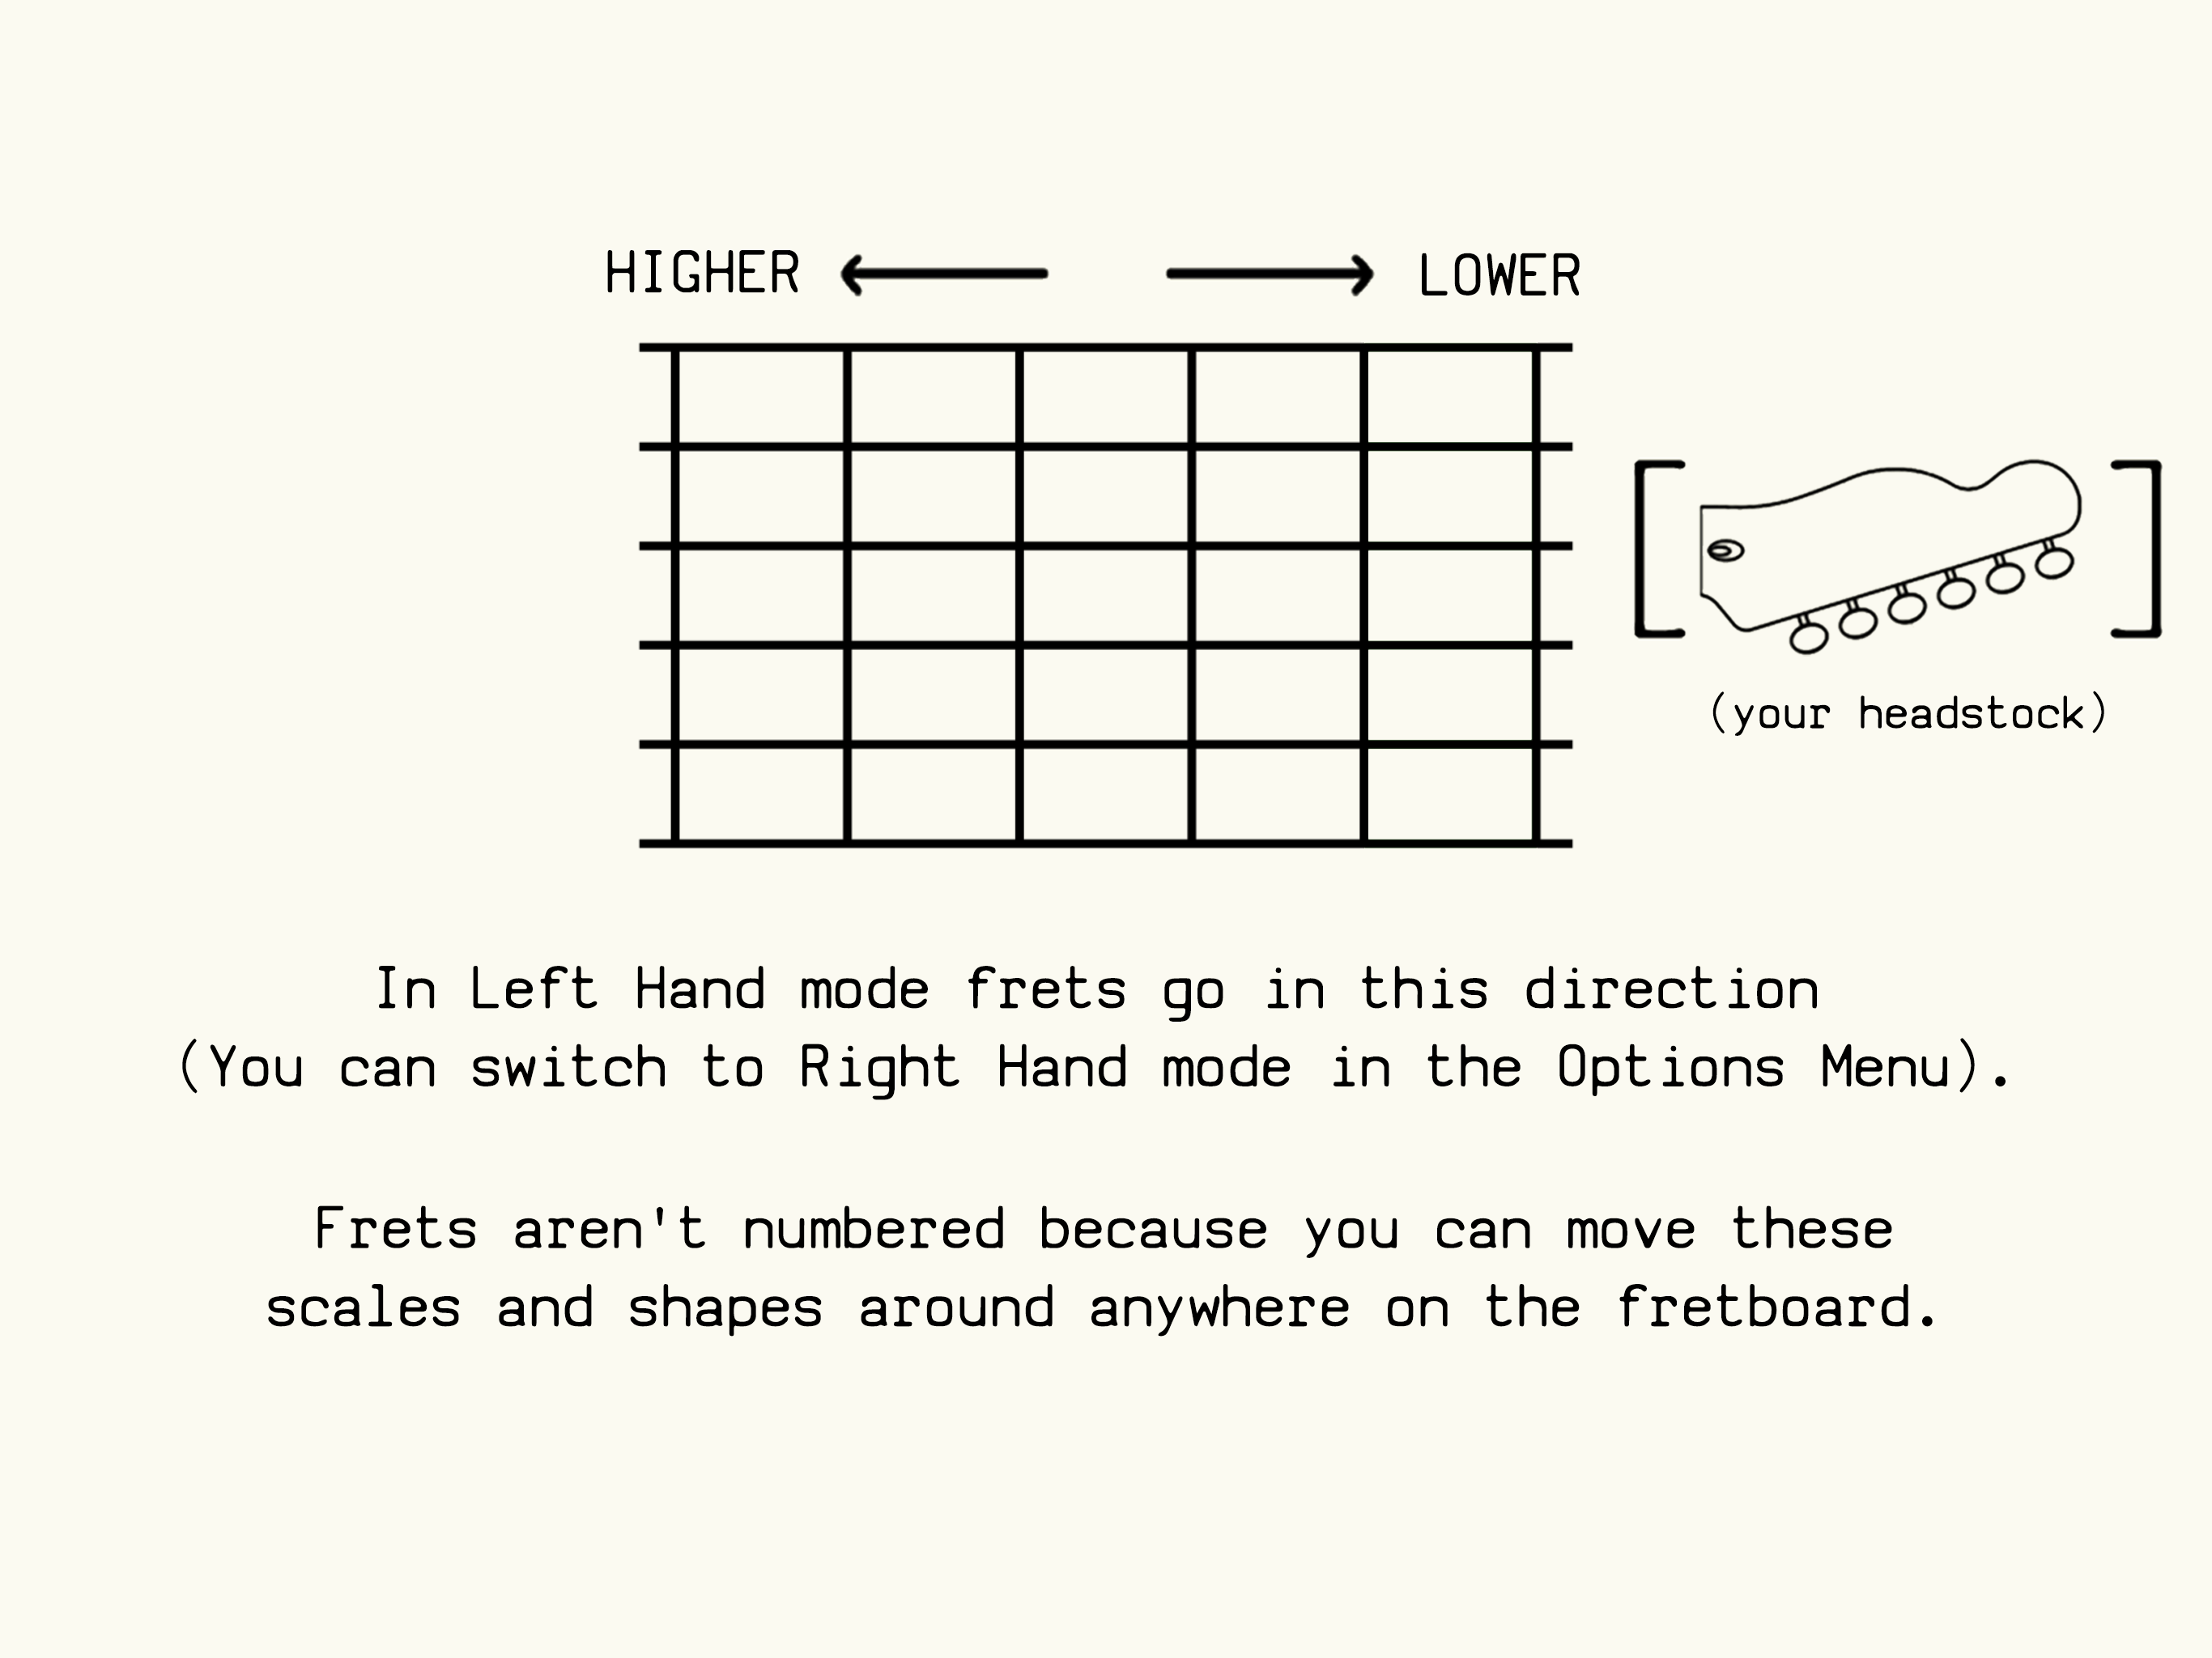 HIGHER LOWER
(your headstock)
In Left Hand mode frets go in this direction
(You can switch to Right Hand mode in the Options Menu).
Frets aren't numbered because you can move these
scales and shapes around anywhere on the fretboard.